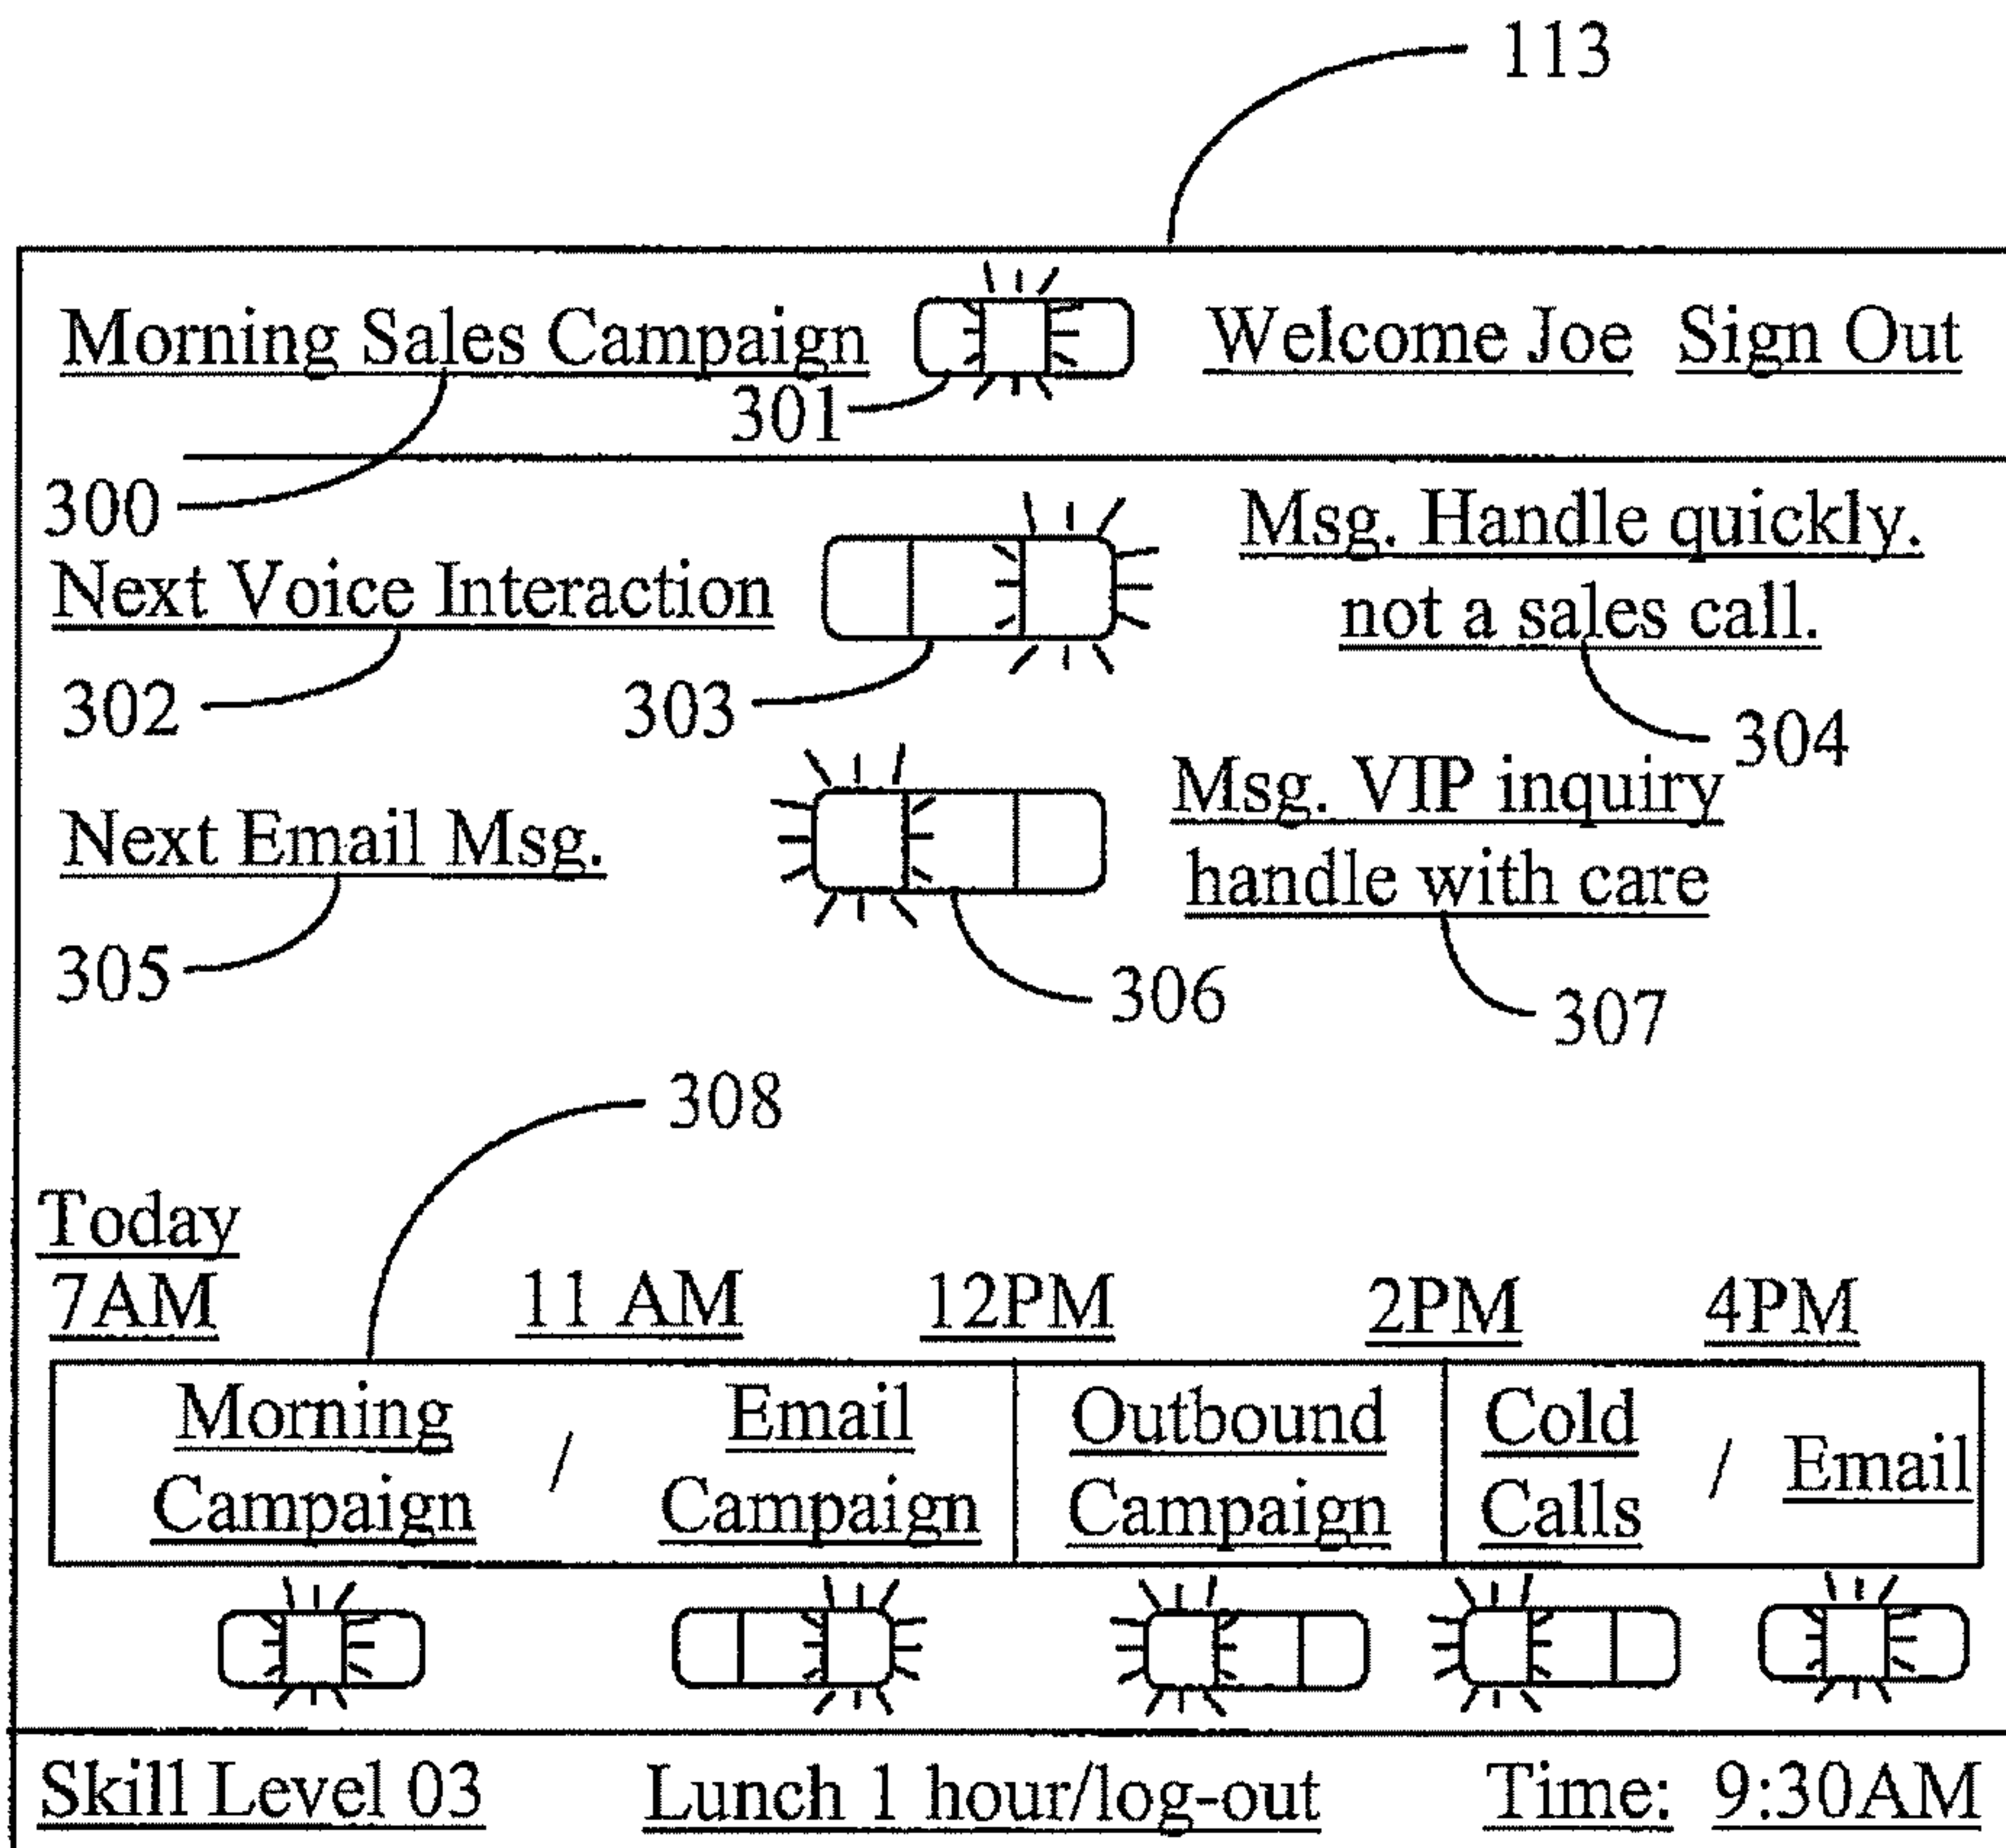 113
Morning Sales Campaign Welcome Joe Sign Out
301
300
Msg. Handle quickly.
Next Voice Interaction
not a sales call.
302
303
304
Msg. VIP inquiry
Next Email Msg.
handle with care
305
306
307
308
Today
7AM 11 AM 12PM 2PM 4PM
Morning Email Outbound Cold
/ / Email
Campaign Campaign Campaign Calls
Skill Level 03 Lunch 1 hour/log-out Time: 9:30AM